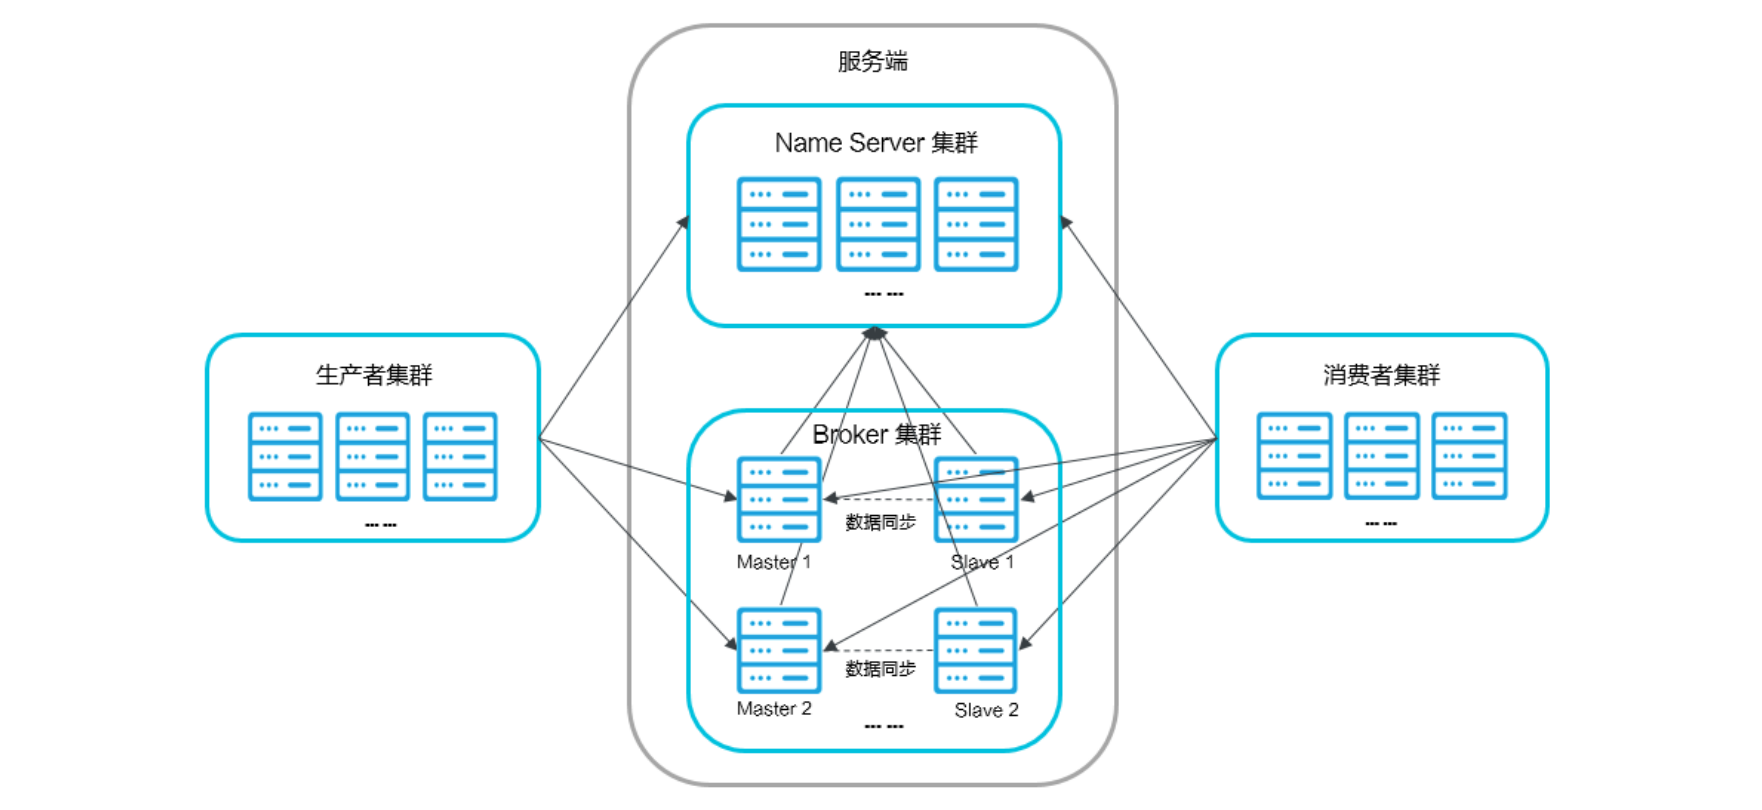 服务端
Name Server 集群
... ...
生产者集群
... ...
消费者集群
... ...
Broker 集群
数据同步
Master 1
Slave 1
数据同步
Master 2
Slave 2
... ...